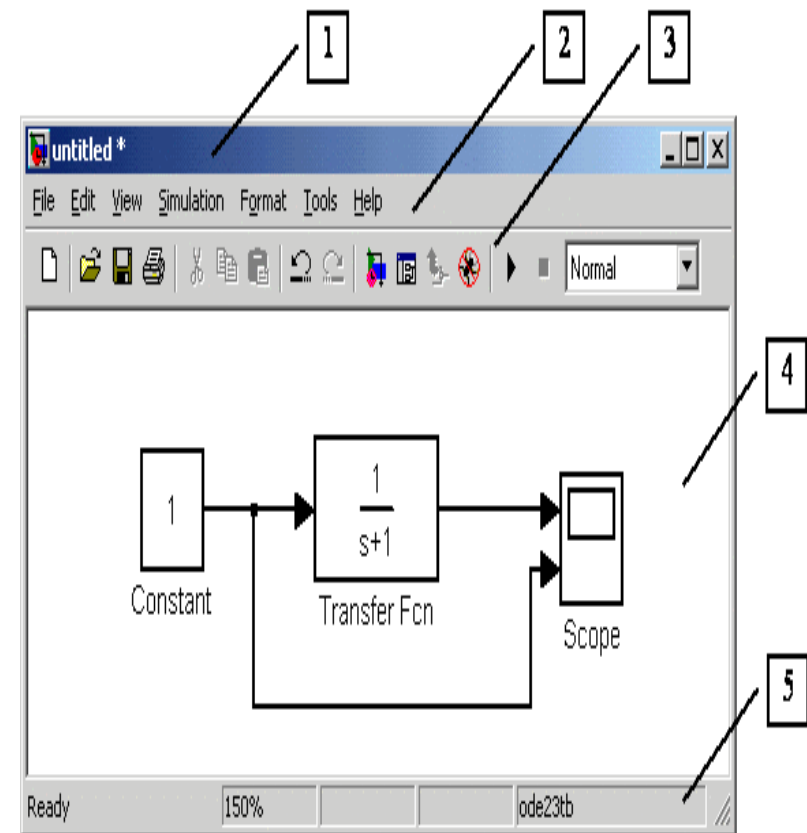 1
2
3
untitled *
File Edit View Simulation Format Tools Help
Normal
4
1
1
s+1
Constant
Transfer Fcn
Scope
5
Ready 150% ode23tb